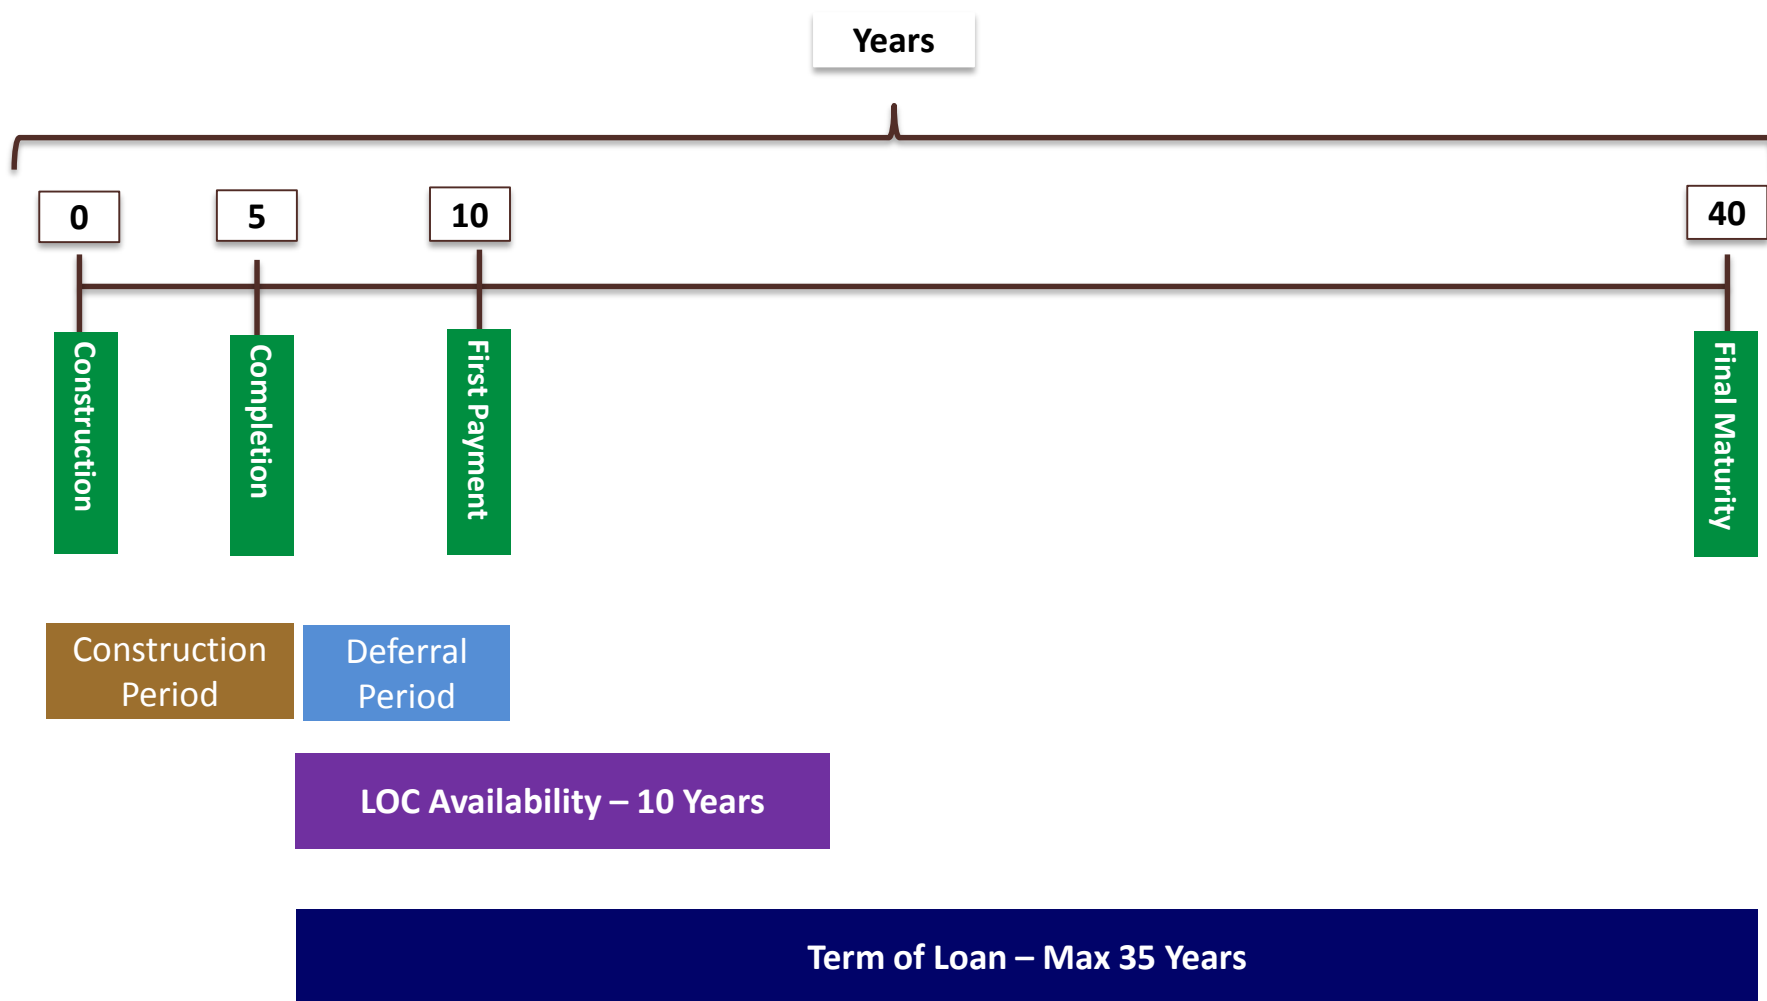 Years
0
5
10
40
Construction
Completion
First Payment
Final Maturity
Construction
Period
Deferral
Period
LOC Availability – 10 Years
Term of Loan – Max 35 Years